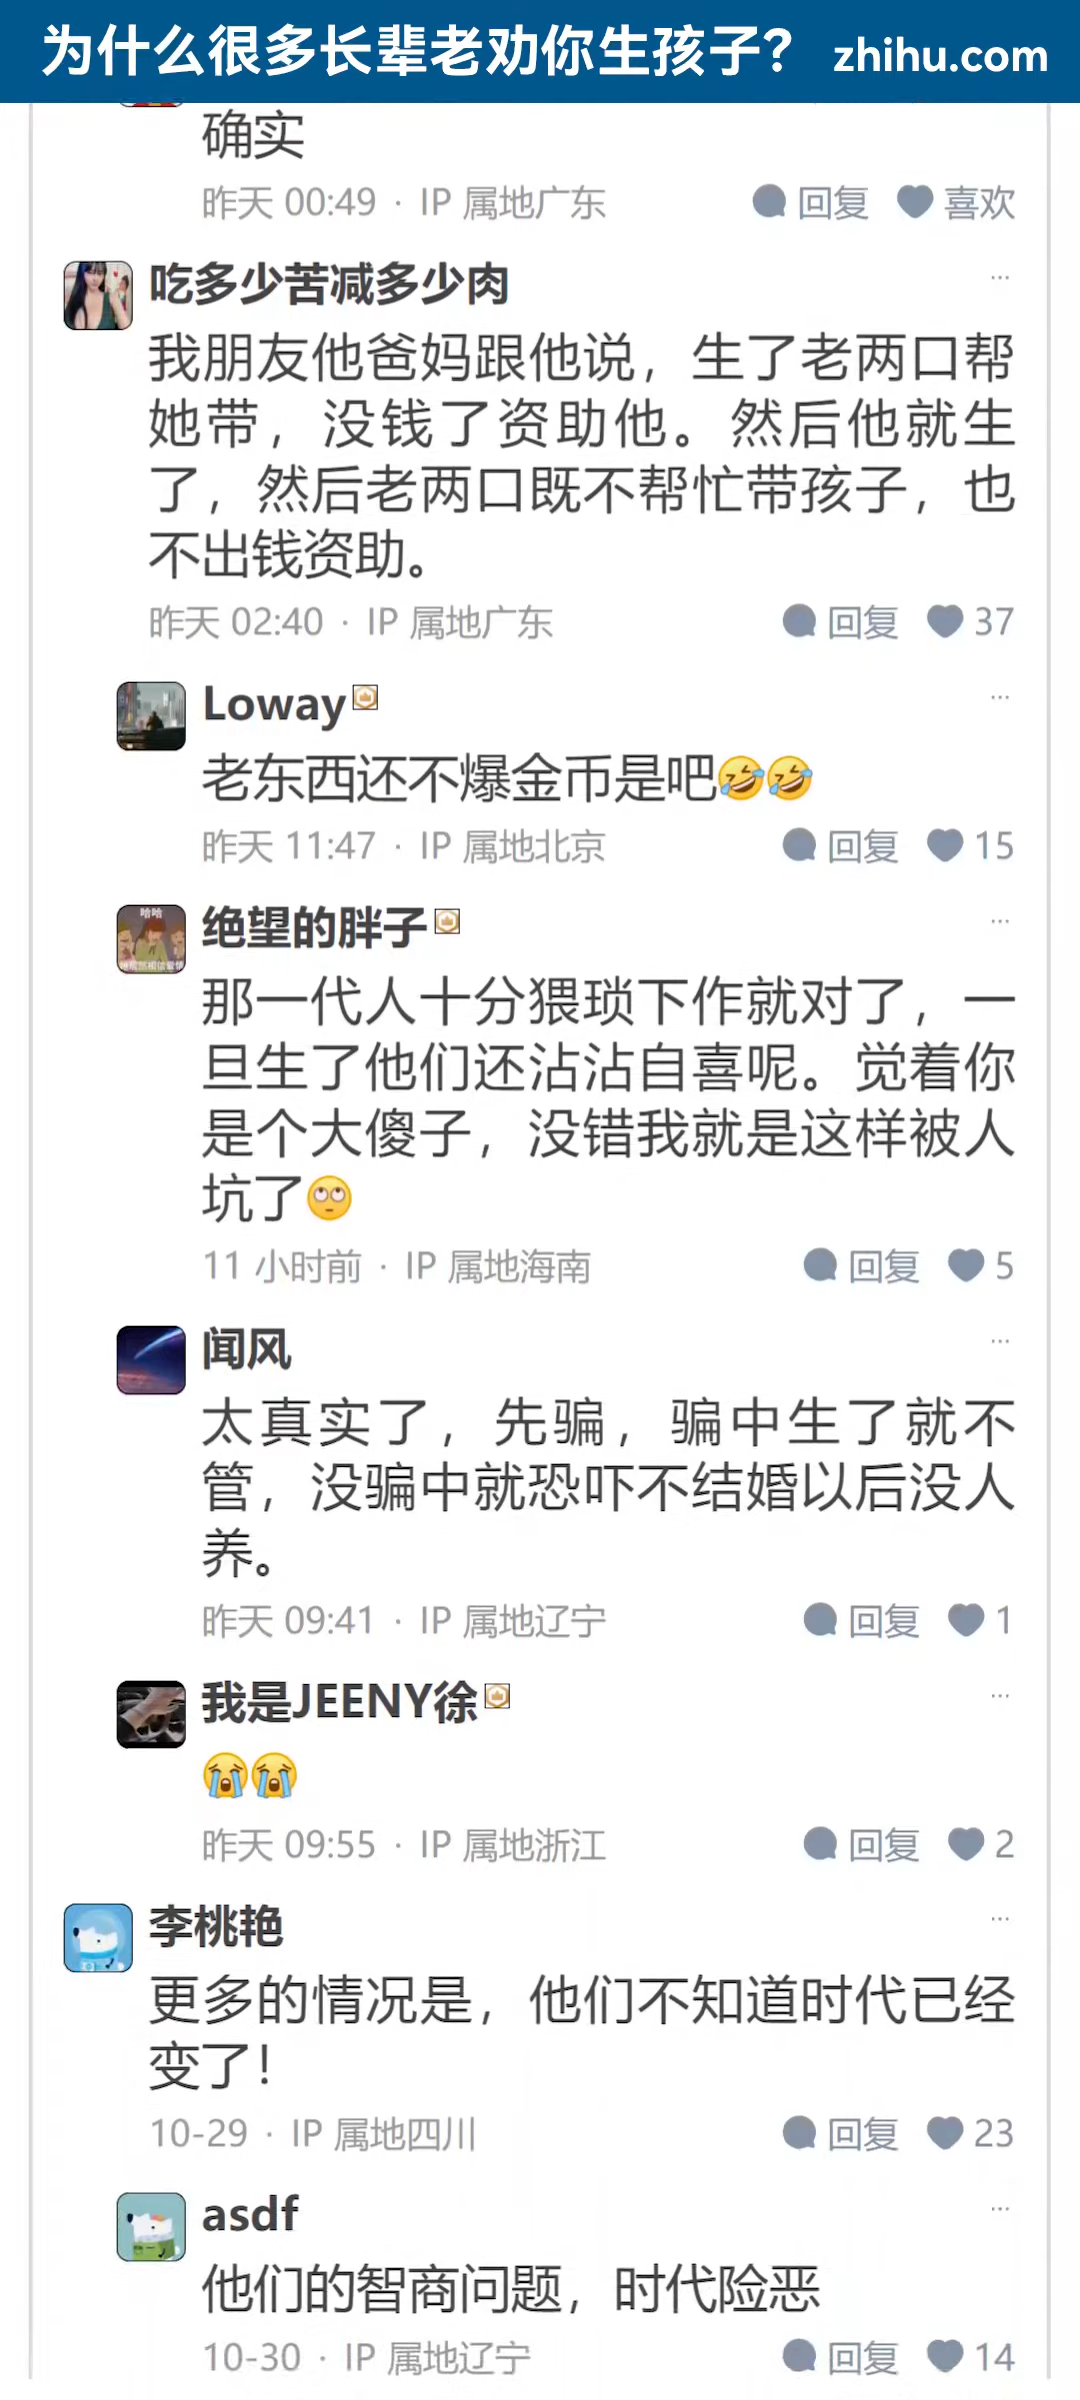 为什么很多长辈老劝你生孩子? zhihu.com
确实
昨天 00:49 · IP 属地广东 回复 喜欢
吃多少苦减多少肉
我朋友他爸妈跟他说，生了老两口帮
她带，没钱了资助他。然后他就生
了，然后老两口既不帮忙带孩子，也
不出钱资助。
昨天 02:40 · IP 属地广东 回复 37
Loway
老东西还不爆金币是吧🤣🤣
昨天 11:47 · IP 属地北京 回复 15
绝望的胖子
那一代人十分猥琐下作就对了，一
旦生了他们还沾沾自喜呢。觉着你
是个大傻子，没错我就是这样被人
坑了🙄
11 小时前 · IP 属地海南 回复 5
闻风
太真实了，先骗，骗中生了就不
管，没骗中就恐吓不结婚以后没人
养。
昨天 09:41 · IP 属地辽宁 回复 1
我是JEENY徐
😭😭
昨天 09:55 · IP 属地浙江 回复 2
李桃艳
更多的情况是，他们不知道时代已经
变了！
10-29 · IP 属地四川 回复 23
asdf
他们的智商问题，时代险恶
10-30 · IP 属地辽宁 回复 14